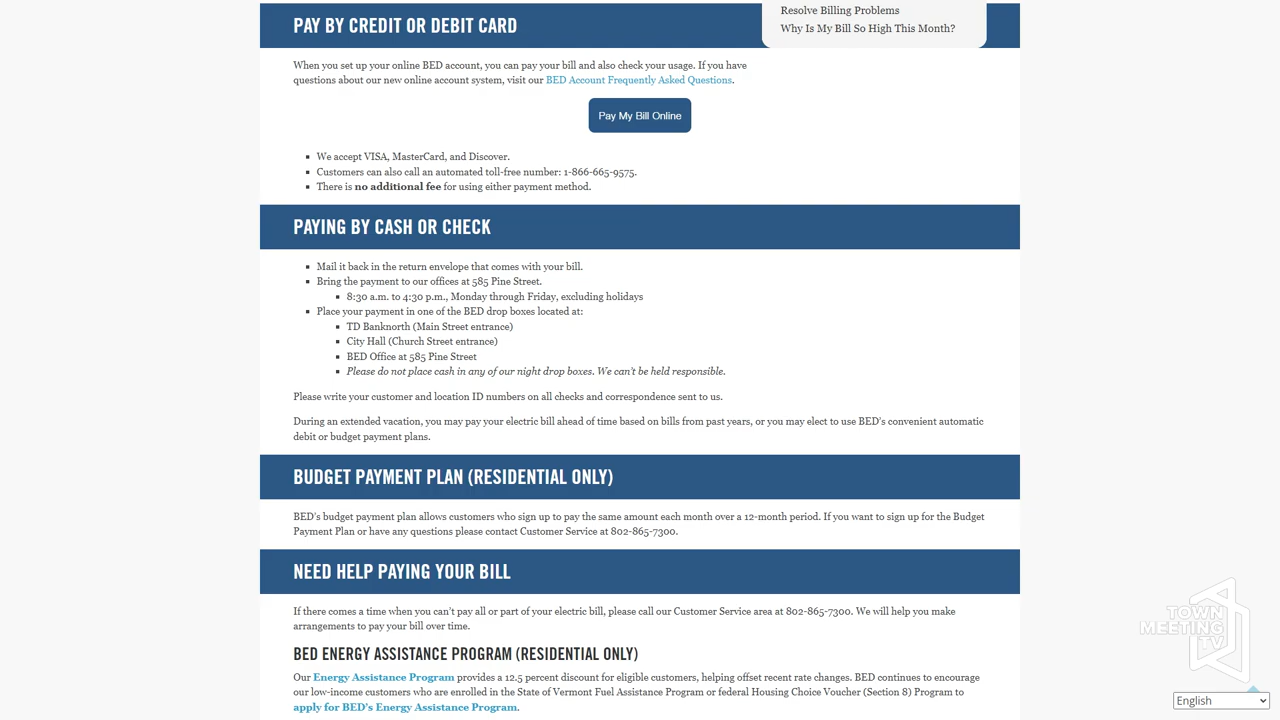 Resolve Billing Problems
Why Is My Bill So High This Month?
PAY BY CREDIT OR DEBIT CARD
When you set up your online BED account, you can pay your bill and also check your usage. If you have
questions about our new online account system, visit our BED Account Frequently Asked Questions.
Pay My Bill Online
We accept VISA, MasterCard, and Discover.
Customers can also call an automated toll-free number: 1-866-665-9575.
There is no additional fee for using either payment method.
PAYING BY CASH OR CHECK
Mail it back in the return envelope that comes with your bill.
Bring the payment to our offices at 585 Pine Street.
8:30 a.m. to 4:30 p.m., Monday through Friday, excluding holidays
Place your payment in one of the BED drop boxes located at:
TD Banknorth (Main Street entrance)
City Hall (Church Street entrance)
BED Office at 585 Pine Street
Please do not place cash in any of our night drop boxes. We can't be held responsible.
Please write your customer and location ID numbers on all checks and correspondence sent to us.
During an extended vacation, you may pay your electric bill ahead of time based on bills from past years, or you may elect to use BED's convenient automatic
debit or budget payment plans.
BUDGET PAYMENT PLAN (RESIDENTIAL ONLY)
BED's budget payment plan allows customers who sign up to pay the same amount each month over a 12-month period. If you want to sign up for the Budget
Payment Plan or have any questions please contact Customer Service at 802-865-7300.
NEED HELP PAYING YOUR BILL
If there comes a time when you can't pay all or part of your electric bill, please call our Customer Service area at 802-865-7300. We will help you make
arrangements to pay your bill over time.
BED ENERGY ASSISTANCE PROGRAM (RESIDENTIAL ONLY)
Our Energy Assistance Program provides a 12.5 percent discount for eligible customers, helping offset recent rate changes. BED continues to encourage
our low-income customers who are enrolled in the State of Vermont Fuel Assistance Program or federal Housing Choice Voucher (Section 8) Program to
apply for BED's Energy Assistance Program.
TOWN
MEETING
TV
English